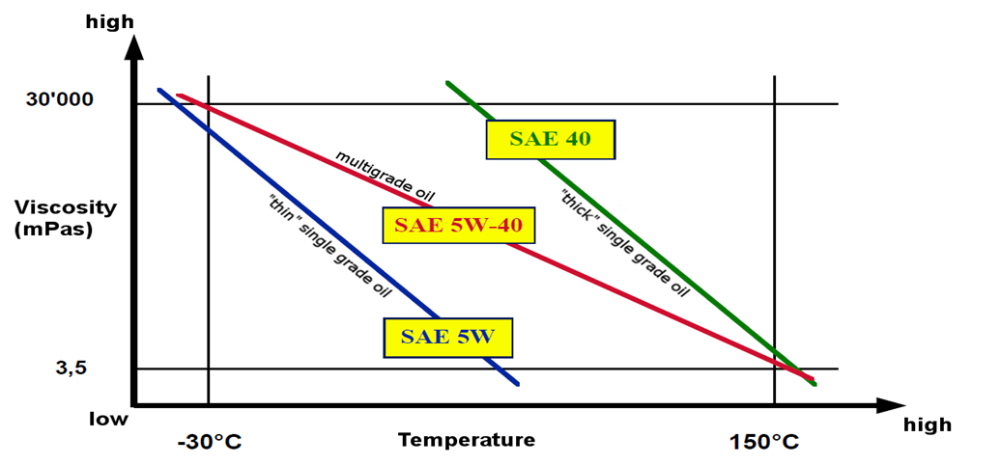 high
30'000
SAE 40
multigrade oil
Viscosity
(mPas)
"thin" single grade oil
SAE 5W-40
"thick" single grade oil
SAE 5W
3,5
low
high
-30°C
Temperature
150°C